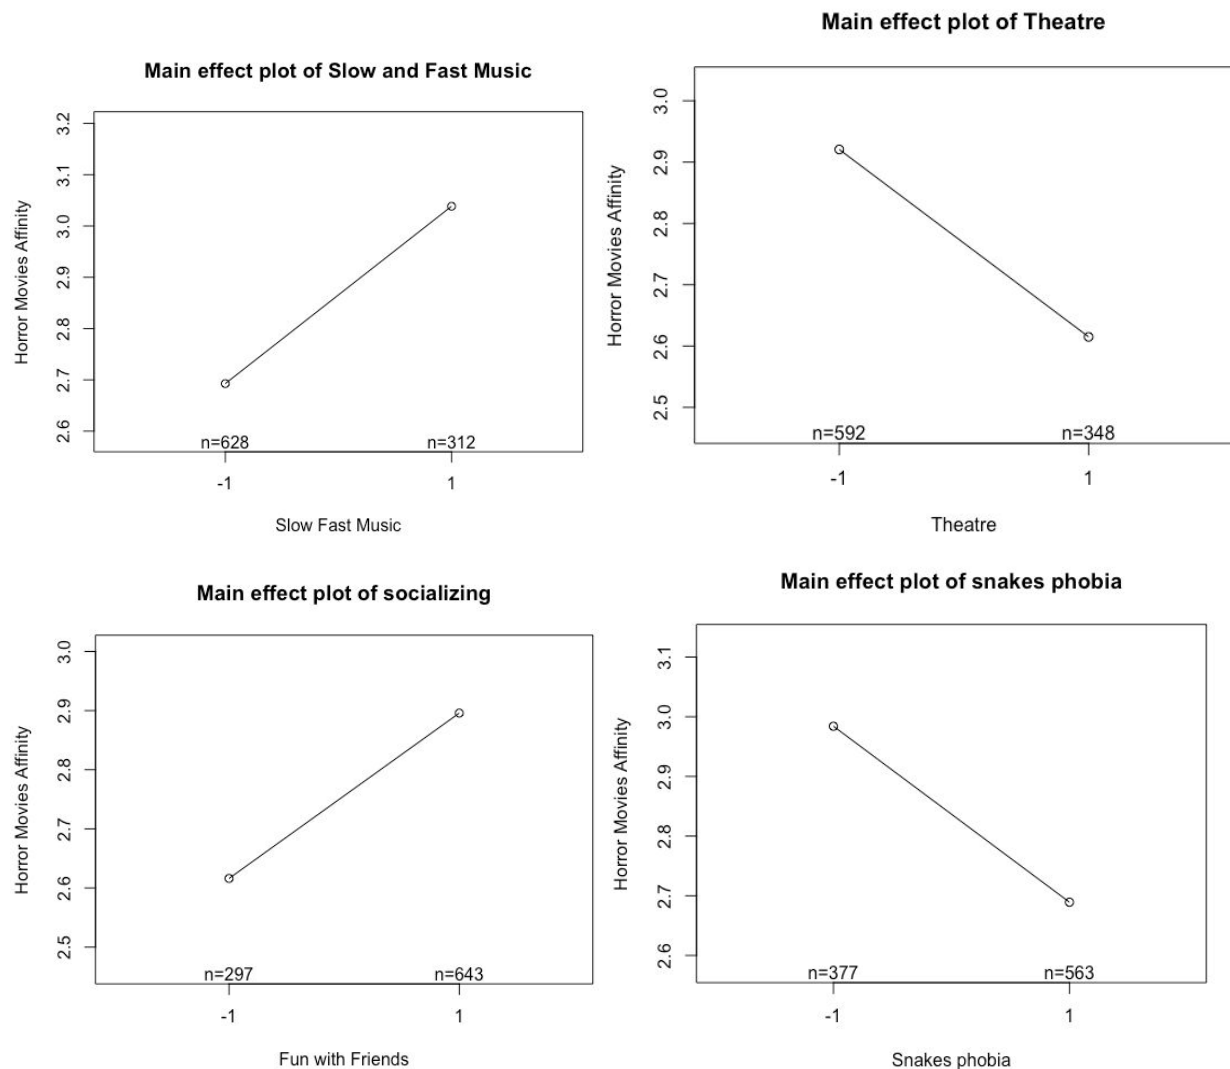 Main effect plot of Slow and Fast Music
Horror Movies Affinity
3.2
3.1
3.0
2.9
2.8
2.7
2.6
n=628 n=312
-1 1
Slow Fast Music
Main effect plot of Theatre
Horror Movies Affinity
3.0
2.9
2.8
2.7
2.6
2.5
n=592 n=348
-1 1
Theatre
Main effect plot of socializing
Horror Movies Affinity
3.0
2.9
2.8
2.7
2.6
2.5
n=297 n=643
-1 1
Fun with Friends
Main effect plot of snakes phobia
Horror Movies Affinity
3.1
3.0
2.9
2.8
2.7
2.6
n=377 n=563
-1 1
Snakes phobia